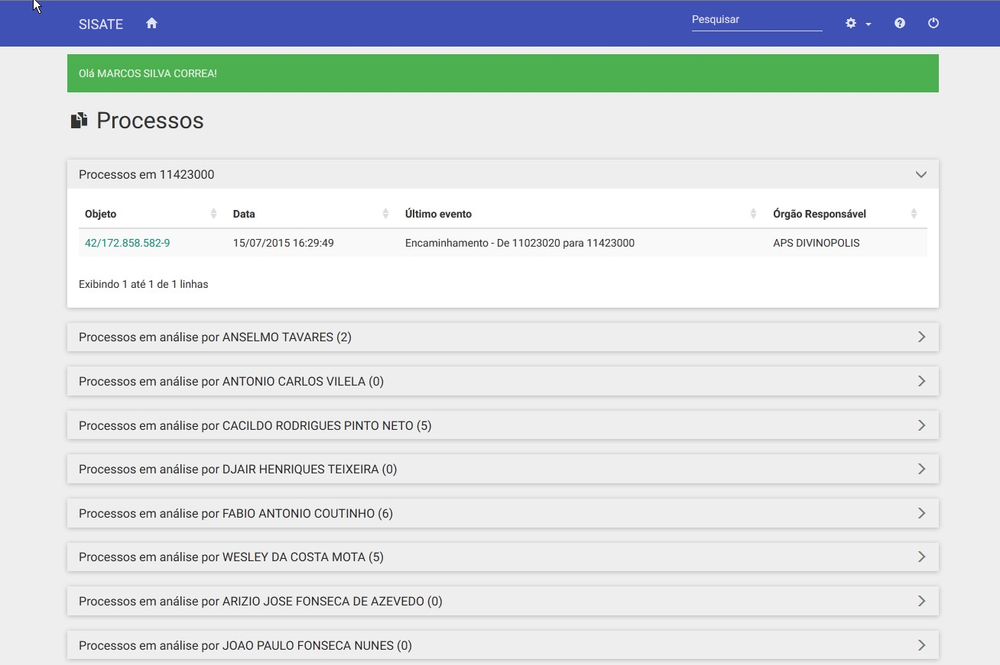 SISATE Pesquisar
Olá MARCOS SILVA CORREA!
Processos
Processos em 11423000
Objeto Data Último evento Órgão Responsável
42/172.858.582-9 15/07/2015 16:29:49 Encaminhamento - De 11023020 para 11423000 APS DIVINOPOLIS
Exibindo 1 até 1 de 1 linhas
Processos em análise por ANSELMO TAVARES (2)
Processos em análise por ANTONIO CARLOS VILELA (0)
Processos em análise por CACILDO RODRIGUES PINTO NETO (5)
Processos em análise por DJAIR HENRIQUES TEIXEIRA (0)
Processos em análise por FABIO ANTONIO COUTINHO (6)
Processos em análise por WESLEY DA COSTA MOTA (5)
Processos em análise por ARIZIO JOSE FONSECA DE AZEVEDO (0)
Processos em análise por JOAO PAULO FONSECA NUNES (0)